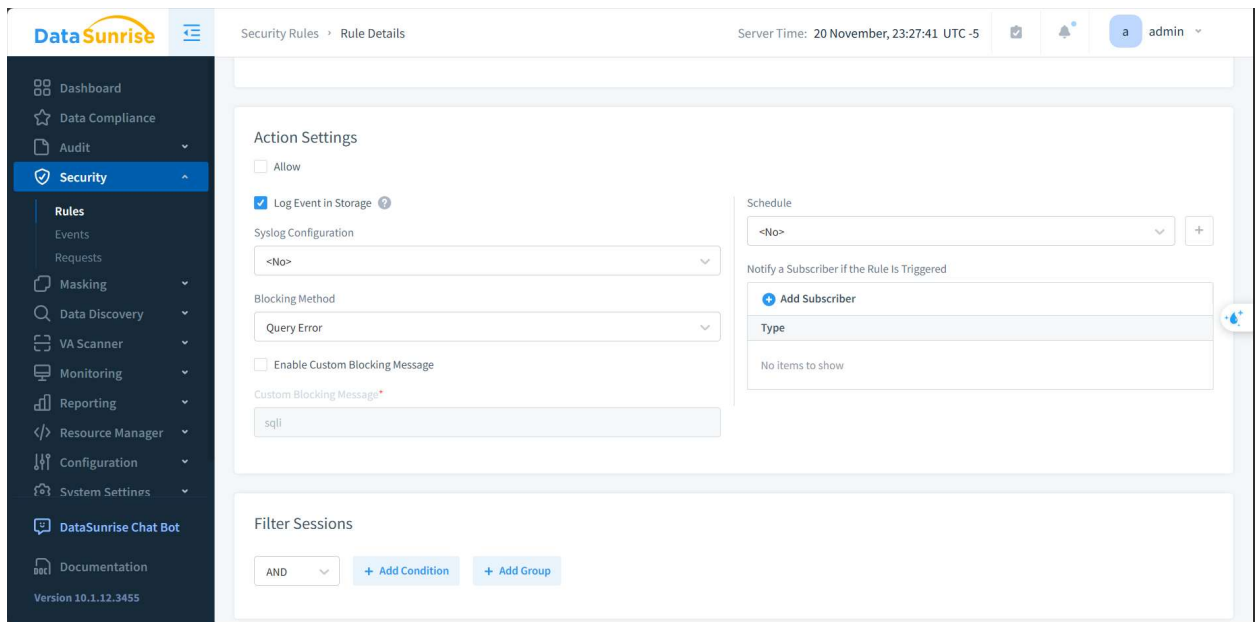 DataSunrise
Security Rules › Rule Details
Server Time: 20 November, 23:27:41 UTC -5
a
admin
Dashboard
Data Compliance
Audit
Security
Rules
Events
Requests
Masking
Data Discovery
VA Scanner
Monitoring
Reporting
Resource Manager
Configuration
System Settings
DataSunrise Chat Bot
DOC
Documentation
Version 10.1.12.3455
Action Settings
Allow
Log Event in Storage ?
Syslog Configuration
<No>
Blocking Method
Query Error
Enable Custom Blocking Message
Custom Blocking Message*
sqli
Schedule
<No>
+
Notify a Subscriber if the Rule Is Triggered
+ Add Subscriber
Type
No items to show
Filter Sessions
AND
+ Add Condition
+ Add Group